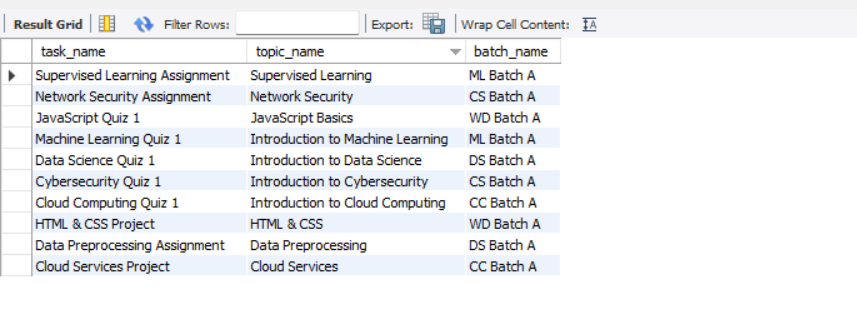 Result Grid Filter Rows: Export: Wrap Cell Content: IA
task_name topic_name batch_name
Supervised Learning Assignment Supervised Learning ML Batch A
Network Security Assignment Network Security CS Batch A
JavaScript Quiz 1 JavaScript Basics WD Batch A
Machine Learning Quiz 1 Introduction to Machine Learning ML Batch A
Data Science Quiz 1 Introduction to Data Science DS Batch A
Cybersecurity Quiz 1 Introduction to Cybersecurity CS Batch A
Cloud Computing Quiz 1 Introduction to Cloud Computing CC Batch A
HTML & CSS Project HTML & CSS WD Batch A
Data Preprocessing Assignment Data Preprocessing DS Batch A
Cloud Services Project Cloud Services CC Batch A